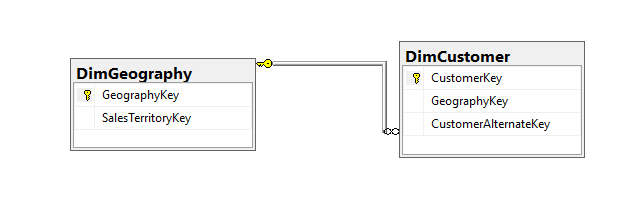 DimGeography
GeographyKey
SalesTerritoryKey
DimCustomer
CustomerKey
GeographyKey
CustomerAlternateKey